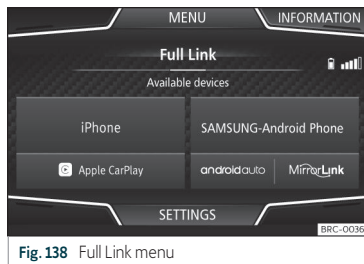 MENU
INFORMATION
Full Link
Available devices
iPhone
SAMSUNG-Android Phone
Apple CarPlay
androidauto
MirrorLink
SETTINGS
BRC-0036
Fig. 138 Full Link menu